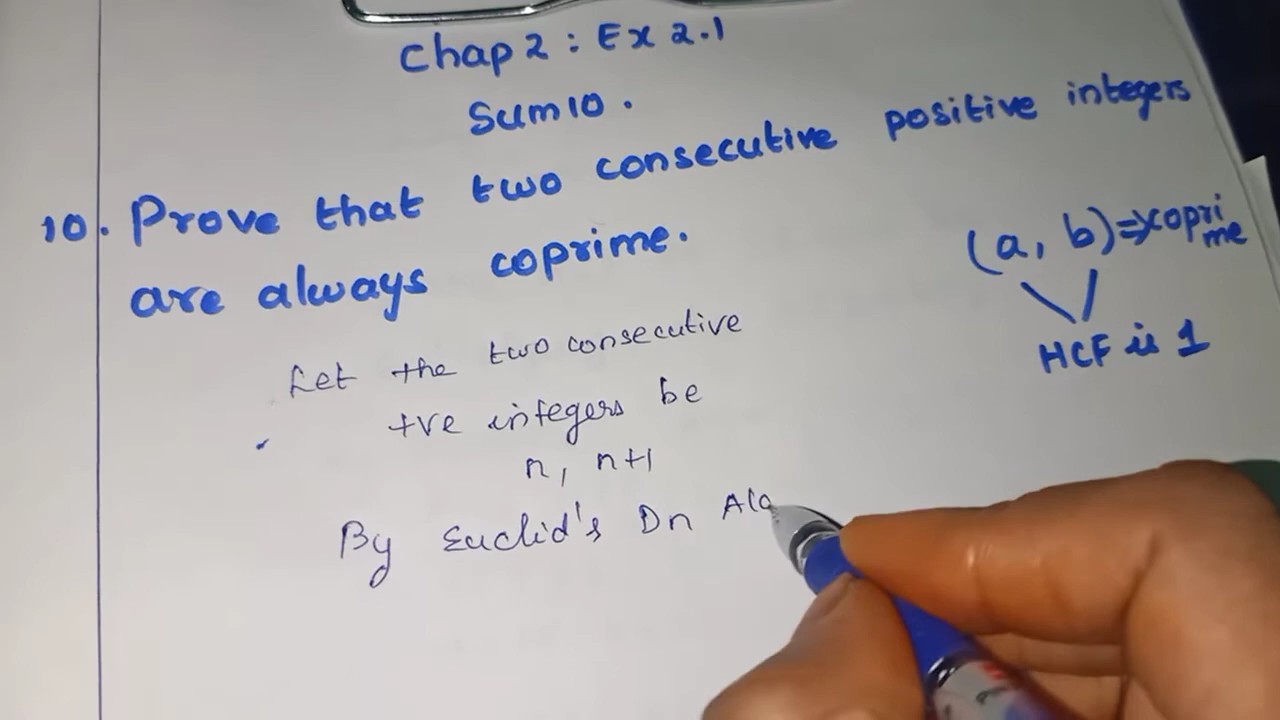 Chap 2 : Ex 2.1
Sum 10.
10. Prove that two consecutive positive integers
are always coprime.
(a, b) => coprime
HCF is 1
Let the two consecutive
+ve integers be
n, n+1
By Euclid's Dn Alg